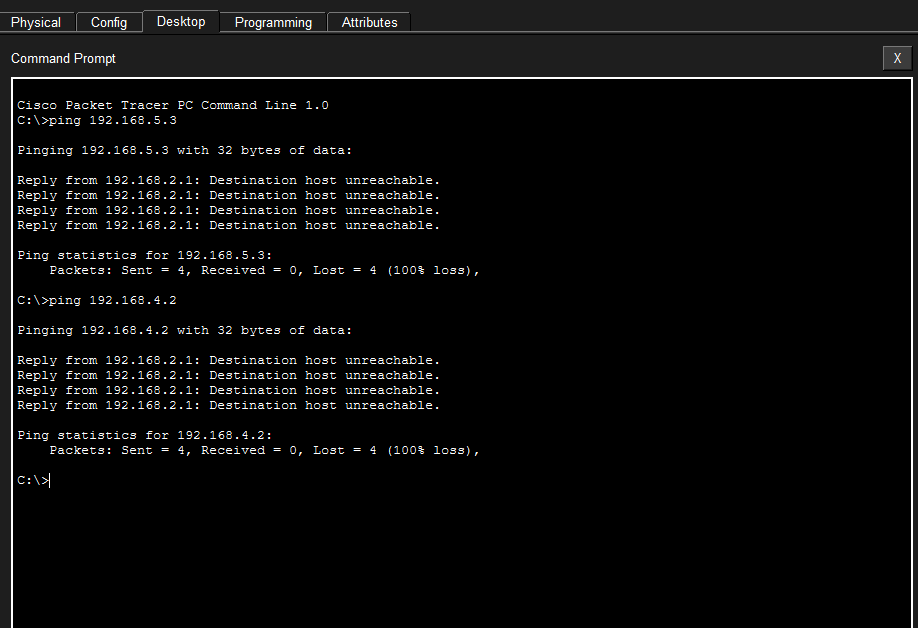 Physical Config Desktop Programming Attributes
Command Prompt X
Cisco Packet Tracer PC Command Line 1.0
C:\>ping 192.168.5.3
Pinging 192.168.5.3 with 32 bytes of data:
Reply from 192.168.2.1: Destination host unreachable.
Reply from 192.168.2.1: Destination host unreachable.
Reply from 192.168.2.1: Destination host unreachable.
Reply from 192.168.2.1: Destination host unreachable.
Ping statistics for 192.168.5.3:
    Packets: Sent = 4, Received = 0, Lost = 4 (100% loss),
C:\>ping 192.168.4.2
Pinging 192.168.4.2 with 32 bytes of data:
Reply from 192.168.2.1: Destination host unreachable.
Reply from 192.168.2.1: Destination host unreachable.
Reply from 192.168.2.1: Destination host unreachable.
Reply from 192.168.2.1: Destination host unreachable.
Ping statistics for 192.168.4.2:
    Packets: Sent = 4, Received = 0, Lost = 4 (100% loss),
C:\>